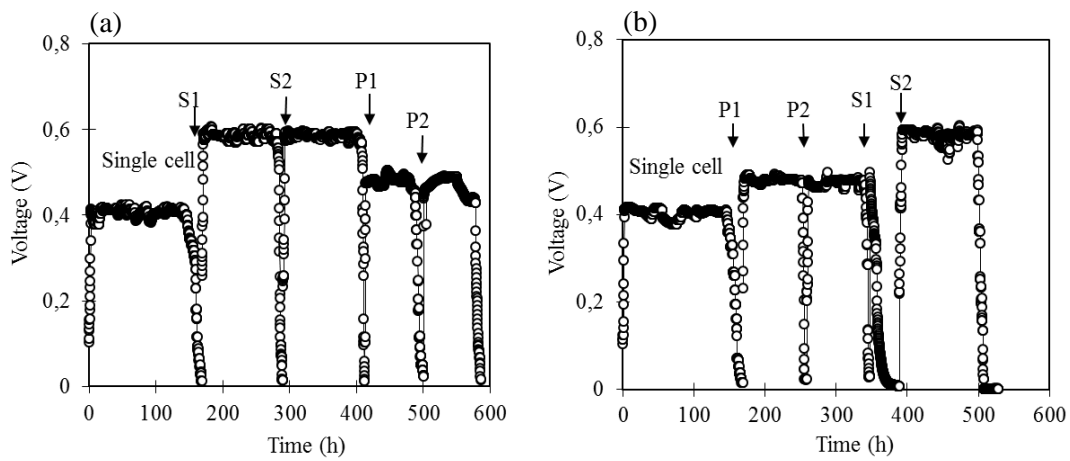 (a)
0,8
0,6
0,4
0,2
0
Voltage (V)
S1
S2
P1
P2
Single cell
0 100 200 300 400 500 600
Time (h)
(b)
0,8
0,6
0,4
0,2
0
Voltage (V)
P1
P2
S1
S2
Single cell
0 100 200 300 400 500 600
Time (h)